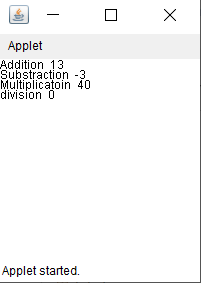 Applet
Addition 13
Substraction -3
Multiplicatoin 40
division 0
Applet started.